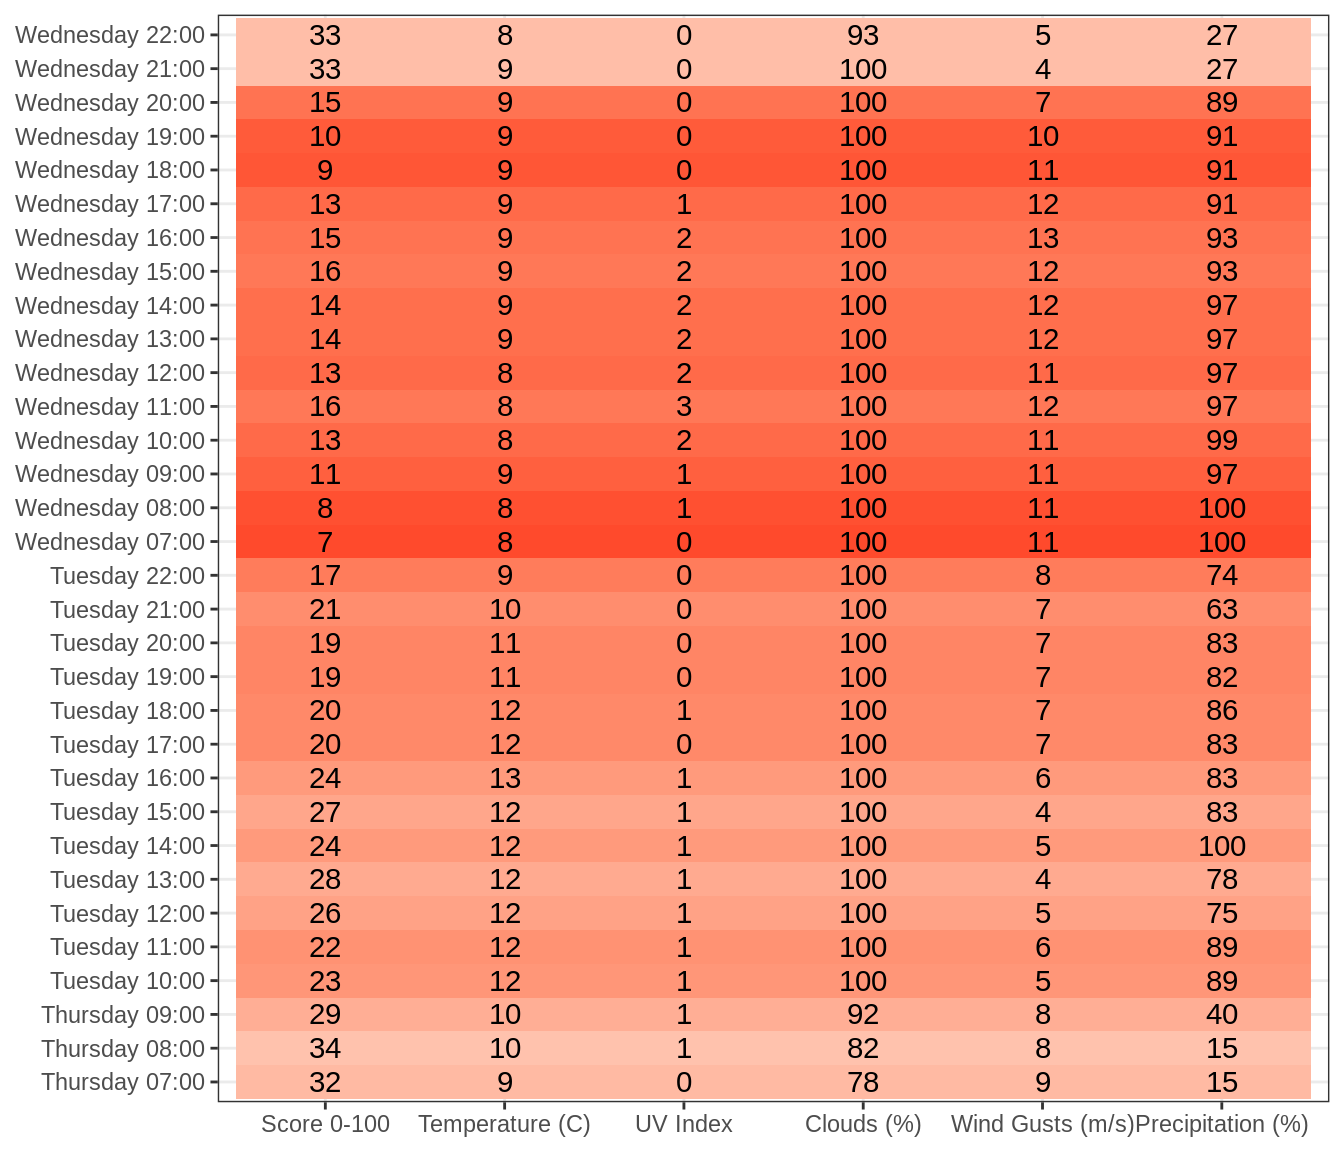 Wednesday 22:00 33 8 0 93 5 27
Wednesday 21:00 33 9 0 100 4 27
Wednesday 20:00 15 9 0 100 7 89
Wednesday 19:00 10 9 0 100 10 91
Wednesday 18:00 9 9 0 100 11 91
Wednesday 17:00 13 9 1 100 12 91
Wednesday 16:00 15 9 2 100 13 93
Wednesday 15:00 16 9 2 100 12 93
Wednesday 14:00 14 9 2 100 12 97
Wednesday 13:00 14 9 2 100 12 97
Wednesday 12:00 13 8 2 100 11 97
Wednesday 11:00 16 8 3 100 12 97
Wednesday 10:00 13 8 2 100 11 99
Wednesday 09:00 11 9 1 100 11 97
Wednesday 08:00 8 8 1 100 11 100
Wednesday 07:00 7 8 0 100 11 100
Tuesday 22:00 17 9 0 100 8 74
Tuesday 21:00 21 10 0 100 7 63
Tuesday 20:00 19 11 0 100 7 83
Tuesday 19:00 19 11 0 100 7 82
Tuesday 18:00 20 12 1 100 7 86
Tuesday 17:00 20 12 0 100 7 83
Tuesday 16:00 24 13 1 100 6 83
Tuesday 15:00 27 12 1 100 4 83
Tuesday 14:00 24 12 1 100 5 100
Tuesday 13:00 28 12 1 100 4 78
Tuesday 12:00 26 12 1 100 5 75
Tuesday 11:00 22 12 1 100 6 89
Tuesday 10:00 23 12 1 100 5 89
Thursday 09:00 29 10 1 92 8 40
Thursday 08:00 34 10 1 82 8 15
Thursday 07:00 32 9 0 78 9 15
Score 0-100 Temperature (C) UV Index Clouds (%) Wind Gusts (m/s) Precipitation (%)